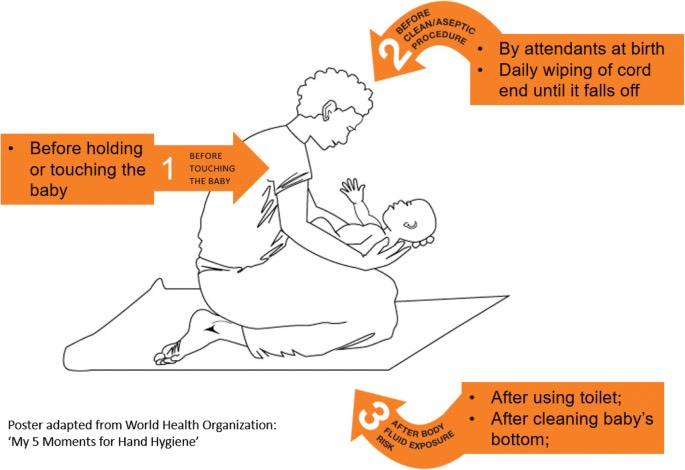 2
BEFORE
CLEAN/ASEPTIC
PROCEDURE
• By attendants at birth
• Daily wiping of cord
end until it falls off
• Before holding
or touching the
baby
1
BEFORE
TOUCHING
THE BABY
3
AFTER BODY
FLUID EXPOSURE
RISK
• After using toilet;
• After cleaning baby's
bottom;
Poster adapted from World Health Organization:
‘My 5 Moments for Hand Hygiene’